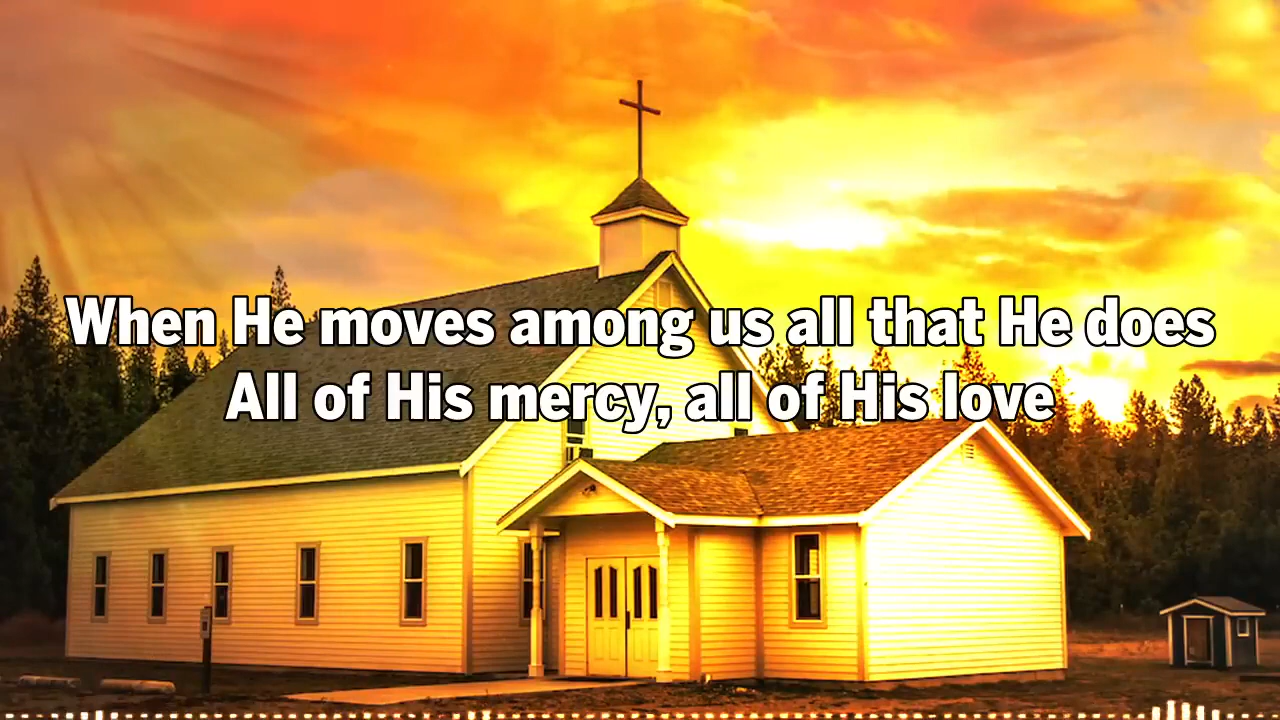 When He moves among us all that He does
All of His mercy, all of His love